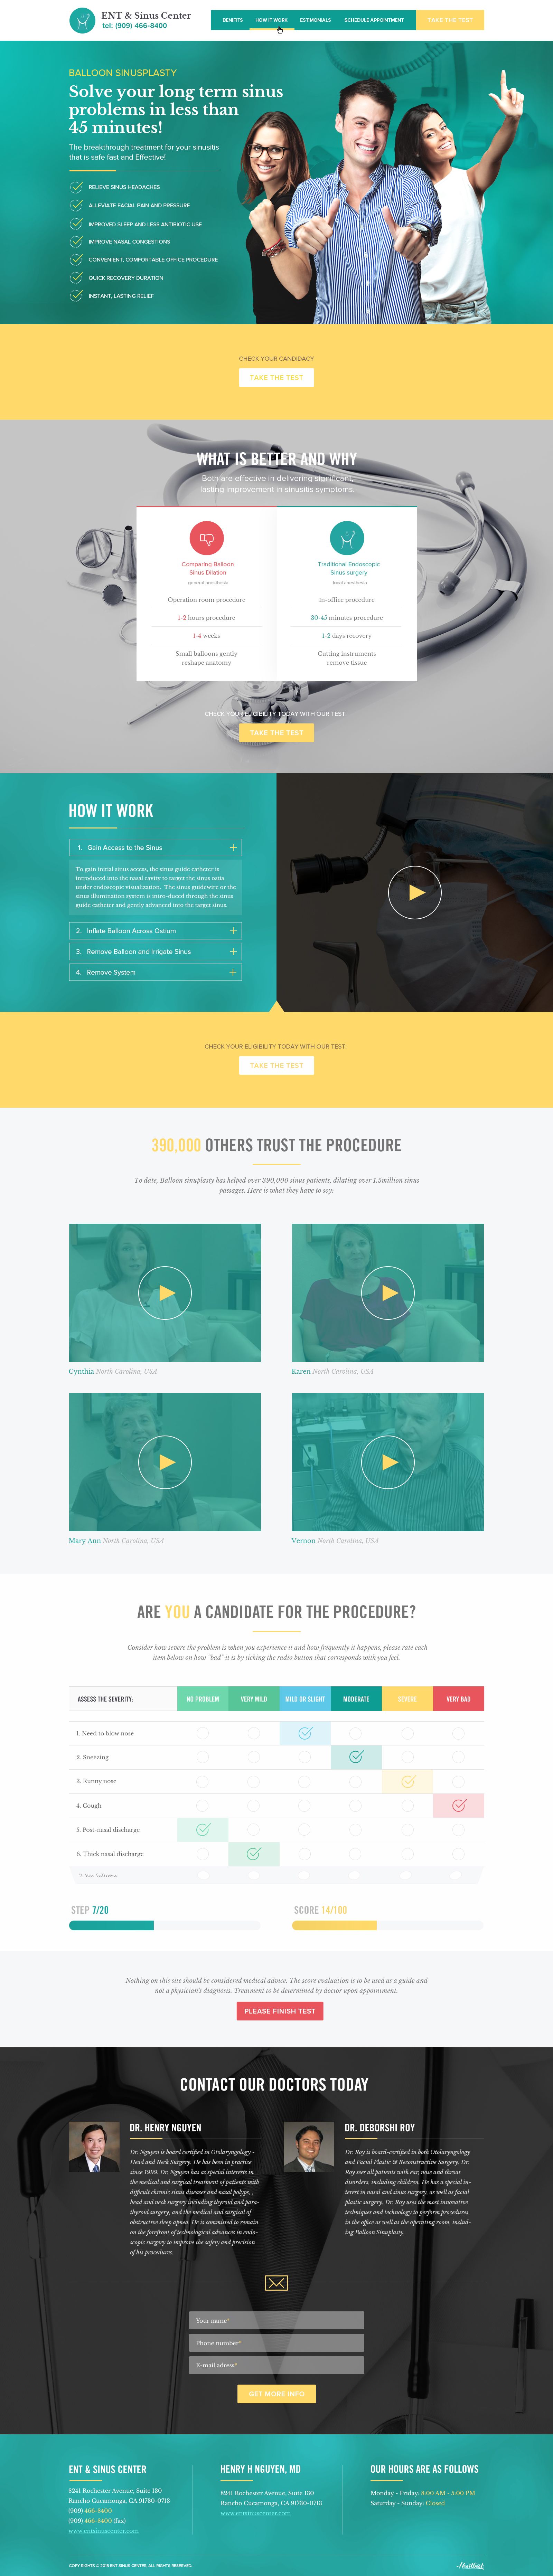 ENT & Sinus Center
tel: (909) 466-8400
BENIFITS HOW IT WORK ESTIMONIALS SCHEDULE APPOINTMENT TAKE THE TEST
BALLOON SINUSPLASTY
Solve your long term sinus
problems in less than
45 minutes!
The breakthrough treatment for your sinusitis
that is safe fast and Effective!
RELIEVE SINUS HEADACHES
ALLEVIATE FACIAL PAIN AND PRESSURE
IMPROVED SLEEP AND LESS ANTIBIOTIC USE
IMPROVE NASAL CONGESTIONS
CONVENIENT, COMFORTABLE OFFICE PROCEDURE
QUICK RECOVERY DURATION
INSTANT, LASTING RELIEF
CHECK YOUR CANDIDACY
TAKE THE TEST
WHAT IS BETTER AND WHY
Both are effective in delivering significant,
lasting improvement in sinusitis symptoms.
Comparing Balloon
Sinus Dilation
general anesthesia
Operation room procedure
1-2 hours procedure
1-4 weeks
Small balloons gently
reshape anatomy
Traditional Endoscopic
Sinus surgery
local anesthesia
in-office procedure
30-45 minutes procedure
1-2 days recovery
Cutting instruments
remove tissue
CHECK YOUR ELIGIBILITY TODAY WITH OUR TEST:
TAKE THE TEST
HOW IT WORK
1. Gain Access to the Sinus +
To gain initial sinus access, the sinus guide catheter is
introduced into the nasal cavity to target the sinus ostia
under endoscopic visualization. The sinus guidewire or the
sinus illumination system is intro-duced through the sinus
guide catheter and gently advanced into the target sinus.
2. Inflate Balloon Across Ostium +
3. Remove Balloon and Irrigate Sinus +
4. Remove System +
CHECK YOUR ELIGIBILITY TODAY WITH OUR TEST:
TAKE THE TEST
390,000 OTHERS TRUST THE PROCEDURE
To date, Balloon sinuplasty has helped over 390,000 sinus patients, dilating over 1.5million sinus
passages. Here is what they have to say:
Cynthia North Carolina, USA
Karen North Carolina, USA
Mary Ann North Carolina, USA
Vernon North Carolina, USA
ARE YOU A CANDIDATE FOR THE PROCEDURE?
Consider how severe the problem is when you experience it and how frequently it happens, please rate each
item below on how "bad" it is by ticking the radio button that corresponds with how you feel.
ASSESS THE SEVERITY: NO PROBLEM VERY MILD MILD OR SLIGHT MODERATE SEVERE VERY BAD
1. Need to blow nose
2. Sneezing
3. Runny nose
4. Cough
5. Post-nasal discharge
6. Thick nasal discharge
STEP 7/20
SCORE 14/100
Nothing on this site should be considered medical advice. The score evaluation is to be used as a guide and
not a physician's diagnosis. Treatment to be determined by doctor upon appointment.
PLEASE FINISH TEST
CONTACT OUR DOCTORS TODAY
DR. HENRY NGUYEN
Dr. Nguyen is board certified in Otolaryngology -
Head and Neck Surgery. He has been in practice
since 1999. Dr. Nguyen has as special interests in
the medical and surgical treatment of patients with
difficult chronic sinus diseases and nasal polyps, ,
head and neck surgery including thyroid and para-
thyroid surgery, and the medical and surgical of
obstructive sleep apnea. He is committed to remain
on the forefront of technological advances in endo-
scopic surgery to improve the safety and precision
of his procedures.
DR. DEBORSHI ROY
Dr. Roy is board-certified in both Otolaryngology
and Facial Plastic & Reconstructive Surgery. Dr.
Roy sees all patients with ear, nose and throat
disorders, including children. He has a special in-
terest in nasal and sinus surgery, as well as facial
plastic surgery. Dr. Roy uses the most innovative
techniques and technology to perform procedures
in the office as well as the operating room, includ-
ing Balloon Sinuplasty.
Your name*
Phone number*
E-mail adress*
GET MORE INFO
ENT & SINUS CENTER
8241 Rochester Avenue, Suite 130
Rancho Cucamonga, CA 91730-0713
(909) 466-8400
(909) 466-8400 (fax)
www.entsinuscenter.com
HENRY H NGUYEN, MD
8241 Rochester Avenue, Suite 130
Rancho Cucamonga, CA 91730-0713
www.entsinuscenter.com
OUR HOURS ARE AS FOLLOWS
Monday - Friday: 8:00 AM - 5:00 PM
Saturday - Sunday: Closed
COPY RIGHTS © 2015 ENT SINUS CENTER, ALL RIGHTS RESERVED.